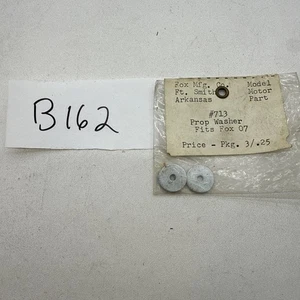 B162
Fox Mfg. Co. Model
Ft. Smith Motor
Arkansas Part
#713
Prop Washer
Fits Fox 07
Price - Pkg. 3/.25